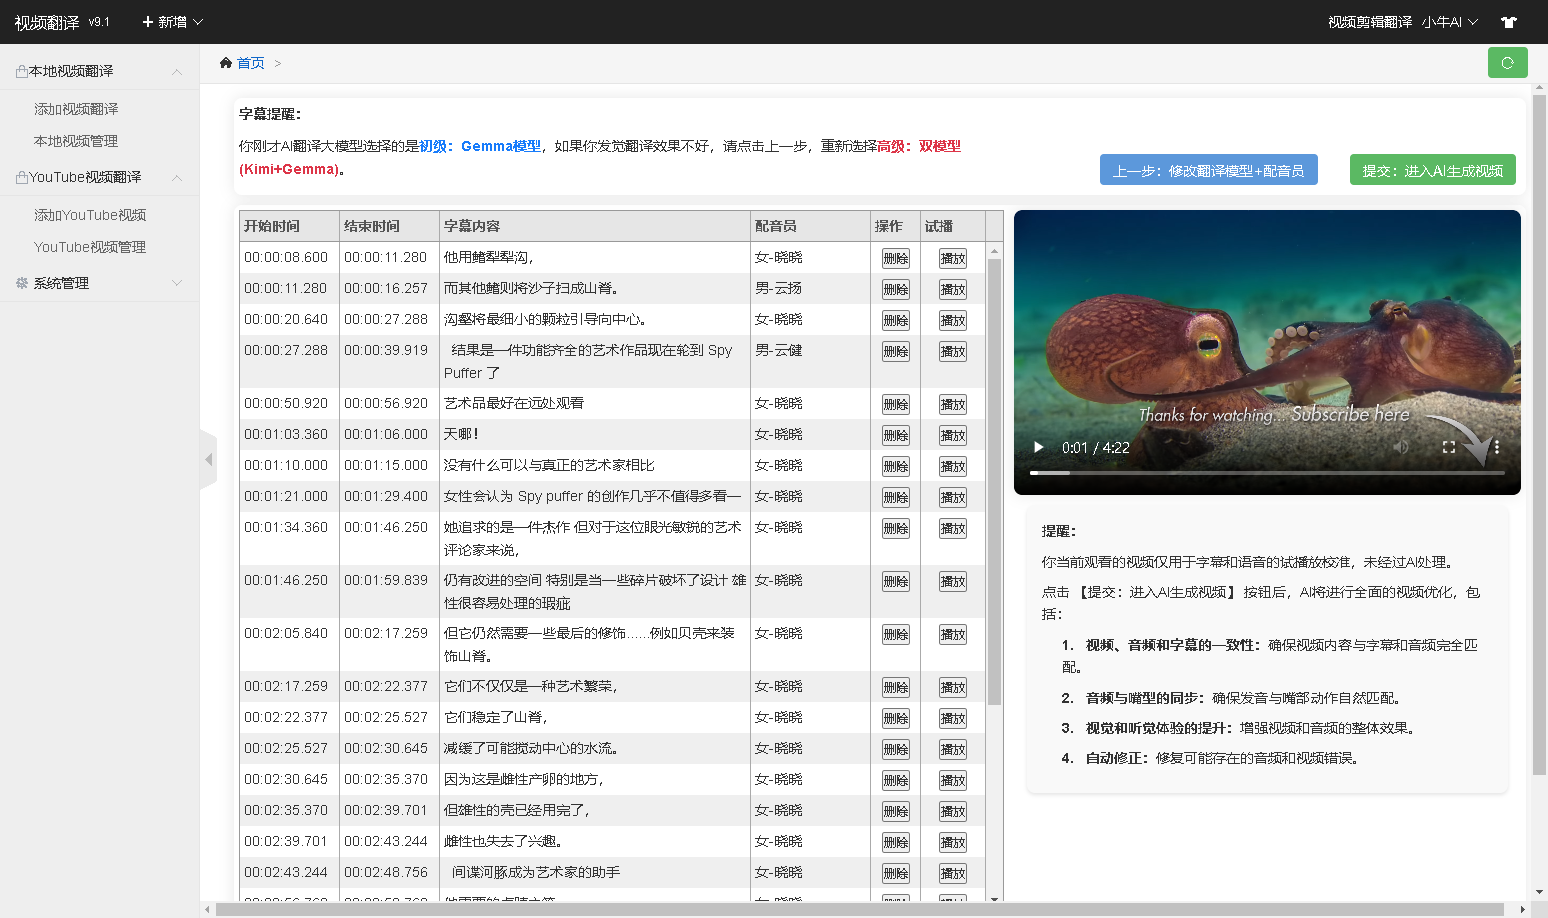 视频翻译 v9.1 新增 视频剪辑翻译 小牛AI
本地视频翻译
添加视频翻译
本地视频管理
YouTube视频翻译
添加YouTube视频
YouTube视频管理
系统管理
首页 >
字幕提醒：
你刚才AI翻译大模型选择的是初级：Gemma模型，如果你发觉翻译效果不好，请点击上一步，重新选择高级：双模型
(Kimi+Gemma)。
上一步：修改翻译模型+配音员 提交：进入AI生成视频
开始时间 结束时间 字幕内容 配音员 操作 试播
00:00:08.600 00:00:11.280 他用鳍犁犁沟， 女-晓晓 删除 播放
00:00:11.280 00:00:16.257 而其他鳍则将沙子扫成山脊。 男-云扬 删除 播放
00:00:20.640 00:00:27.288 沟壑将最细小的颗粒引导向中心。 女-晓晓 删除 播放
00:00:27.288 00:00:39.919 结果是一件功能齐全的艺术作品现在轮到 Spy 男-云健 删除 播放
Puffer 了
00:00:50.920 00:00:56.920 艺术品最好在远处观看 女-晓晓 删除 播放
00:01:03.360 00:01:06.000 天哪！ 女-晓晓 删除 播放
00:01:10.000 00:01:15.000 没有什么可以与真正的艺术家相比 女-晓晓 删除 播放
00:01:21.000 00:01:29.400 女性会认为 Spy puffer 的创作几乎不值得多看一 女-晓晓 删除 播放
00:01:34.360 00:01:46.250 她追求的是一件杰作 但对于这位眼光敏锐的艺术 女-晓晓 删除 播放
评论家来说，
00:01:46.250 00:01:59.839 仍有改进的空间 特别是当一些碎片破坏了设计 雄 女-晓晓 删除 播放
性很容易处理的瑕疵
00:02:05.840 00:02:17.259 但它仍然需要一些最后的修饰......例如贝壳来装 女-晓晓 删除 播放
饰山脊。
00:02:17.259 00:02:22.377 它们不仅仅是一种艺术繁荣， 女-晓晓 删除 播放
00:02:22.377 00:02:25.527 它们稳定了山脊， 女-晓晓 删除 播放
00:02:25.527 00:02:30.645 减缓了可能搅动中心的水流。 女-晓晓 删除 播放
00:02:30.645 00:02:35.370 因为这是雌性产卵的地方， 女-晓晓 删除 播放
00:02:35.370 00:02:39.701 但雄性的壳已经用完了， 女-晓晓 删除 播放
00:02:39.701 00:02:43.244 雌性也失去了兴趣。 女-晓晓 删除 播放
00:02:43.244 00:02:48.756 间谍河豚成为艺术家的助手 女-晓晓 删除 播放
Thanks for watching... Subscribe here
0:01 / 4:22
提醒：
你当前观看的视频仅用于字幕和语音的试播放校准，未经过AI处理。
点击 【提交：进入AI生成视频】 按钮后，AI将进行全面的视频优化，包
括：
1. 视频、音频和字幕的一致性：确保视频内容与字幕和音频完全匹
配。
2. 音频与嘴型的同步：确保发音与嘴部动作自然匹配。
3. 视觉和听觉体验的提升：增强视频和音频的整体效果。
4. 自动修正：修复可能存在的音频和视频错误。